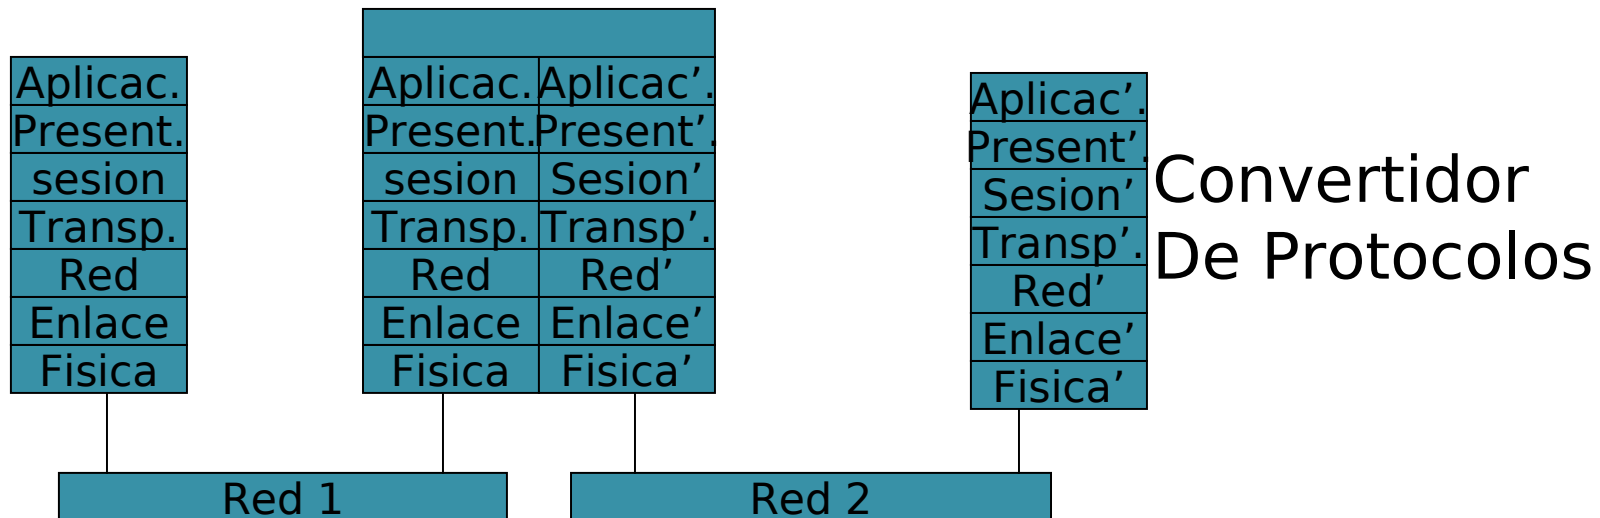 Aplicac.
Present.
sesion
Transp.
Red
Enlace
Fisica
Aplicac.
Present.
sesion
Transp.
Red
Enlace
Fisica
Aplicac’.
Present’.
Sesion’
Transp’.
Red’
Enlace’
Fisica’
Aplicac’.
Present’.
Sesion’
Transp’.
Red’
Enlace’
Fisica’
Convertidor
De Protocolos
Red 1
Red 2